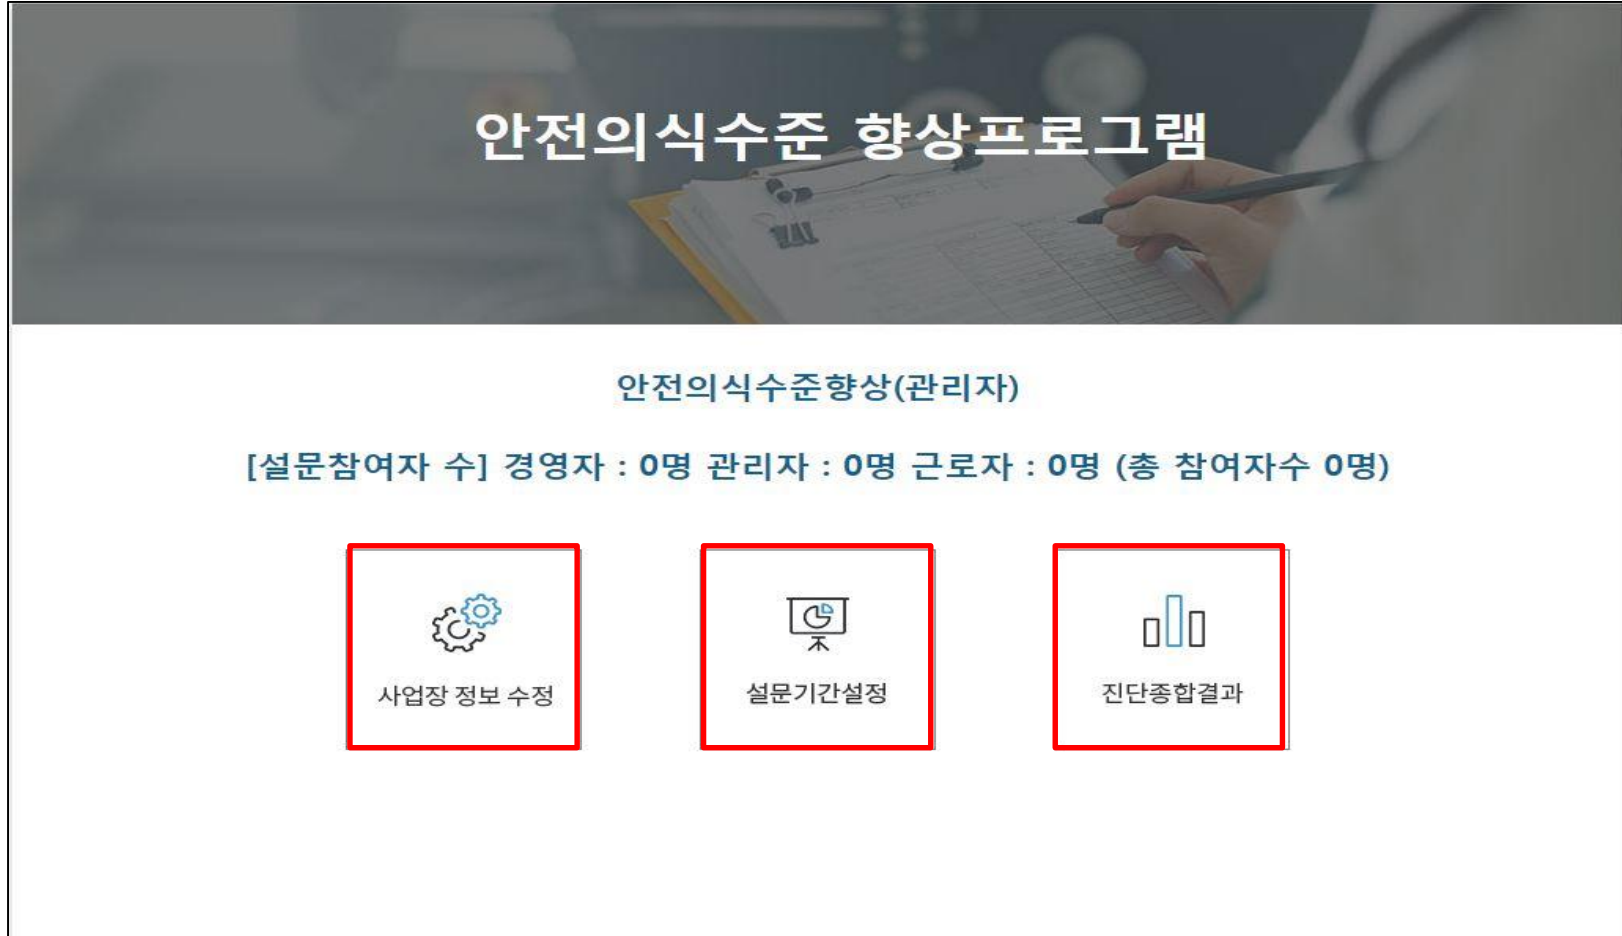 안전의식수준 향상프로그램
안전의식수준향상(관리자)
[설문참여자 수] 경영자 : 0명 관리자 : 0명 근로자 : 0명 (총 참여자수 0명)
사업장 정보 수정
설문기간설정
진단종합결과